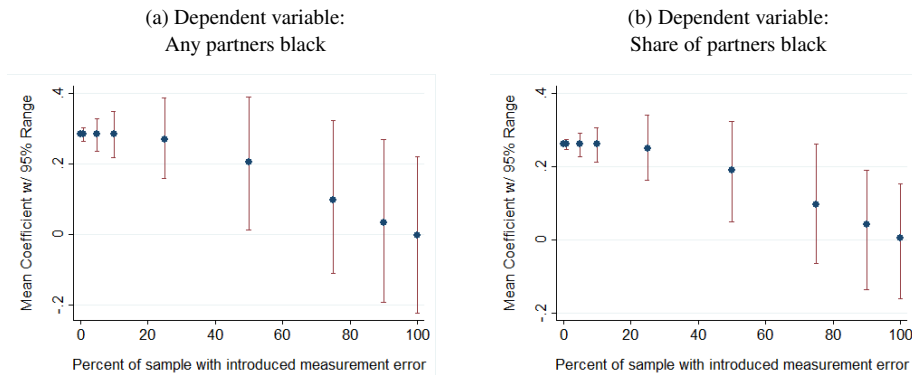 (a) Dependent variable:
Any partners black
Mean Coefficient w/ 95% Range
.4
.2
0
-.2
0 20 40 60 80 100
Percent of sample with introduced measurement error
(b) Dependent variable:
Share of partners black
Mean Coefficient w/ 95% Range
.4
.2
0
-.2
0 20 40 60 80 100
Percent of sample with introduced measurement error